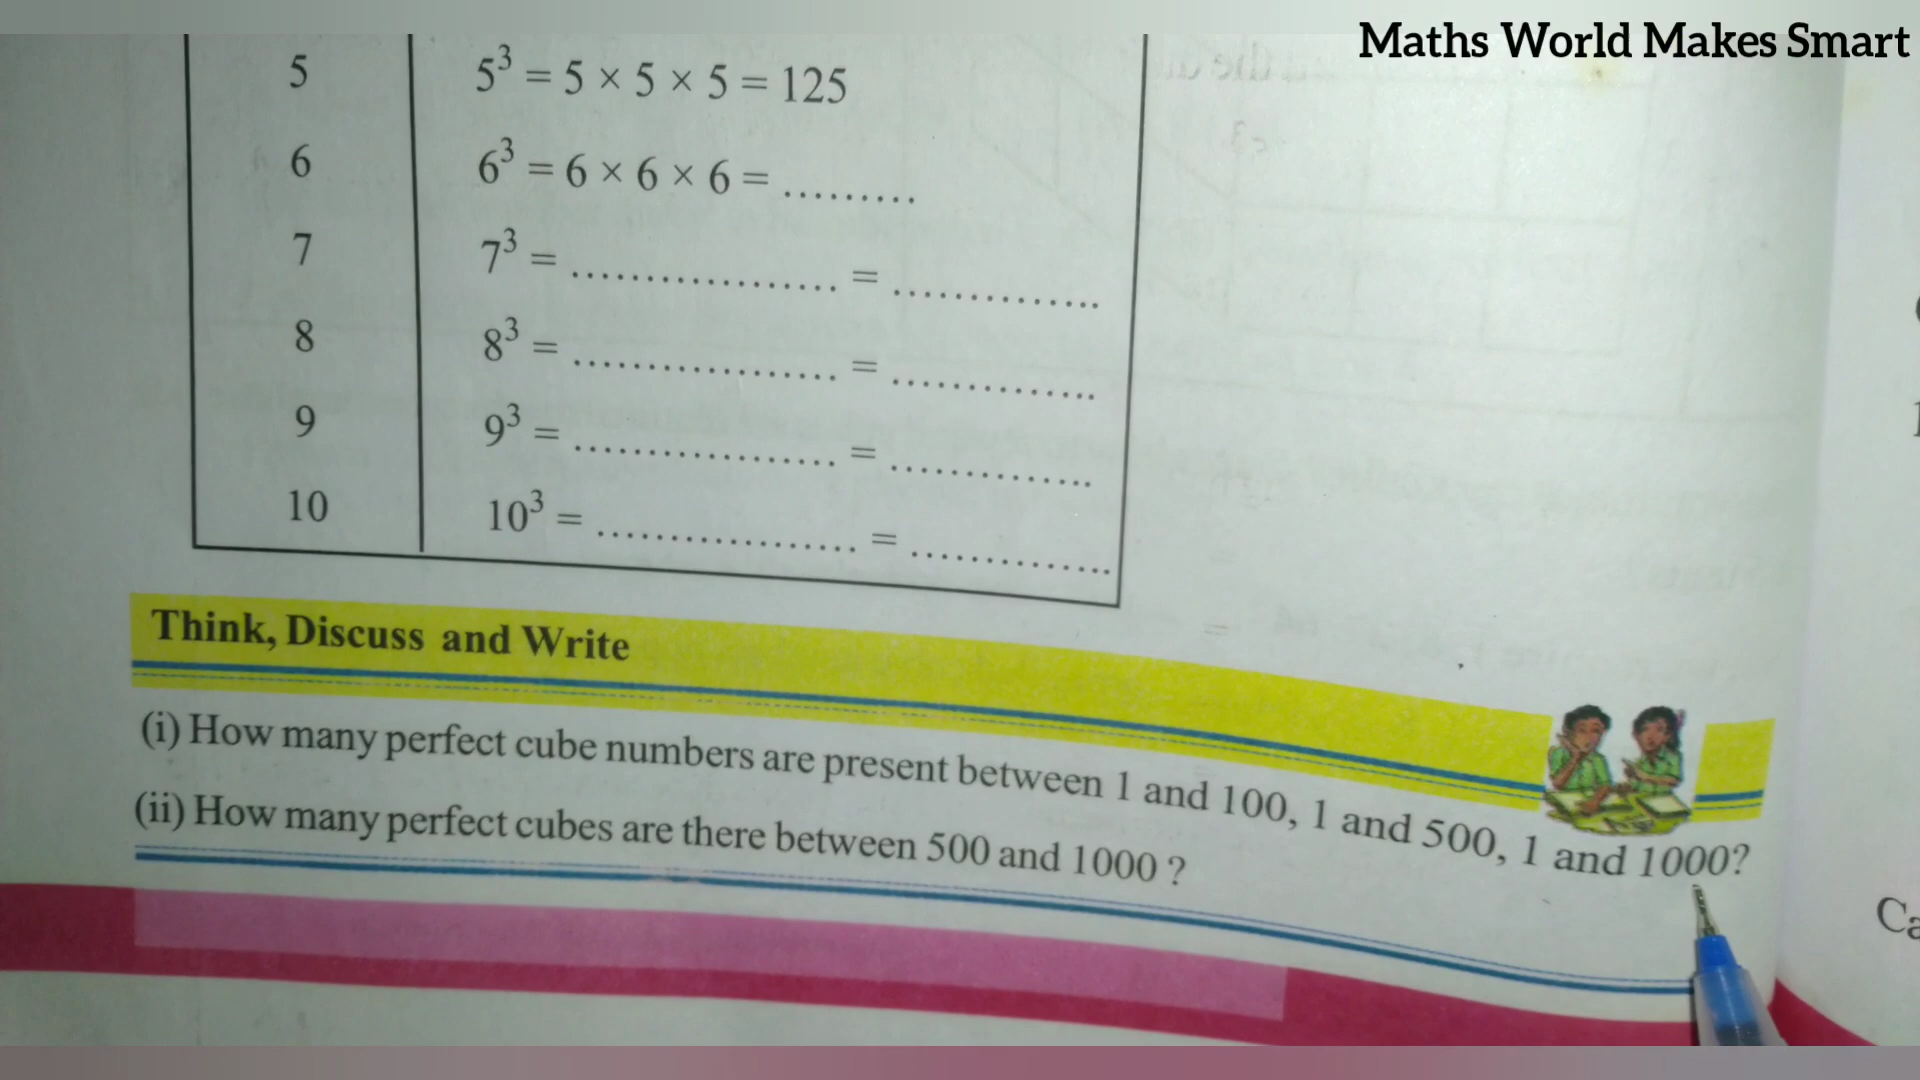 Maths World Makes Smart
5 5³ = 5 × 5 × 5 = 125
6 6³ = 6 × 6 × 6 = .........
7 7³ = .................. = ..............
8 8³ = .................. = ..............
9 9³ = .................. = ..............
10 10³ = .................. = ..............
Think, Discuss and Write
(i) How many perfect cube numbers are present between 1 and 100, 1 and 500, 1 and 1000?
(ii) How many perfect cubes are there between 500 and 1000 ?